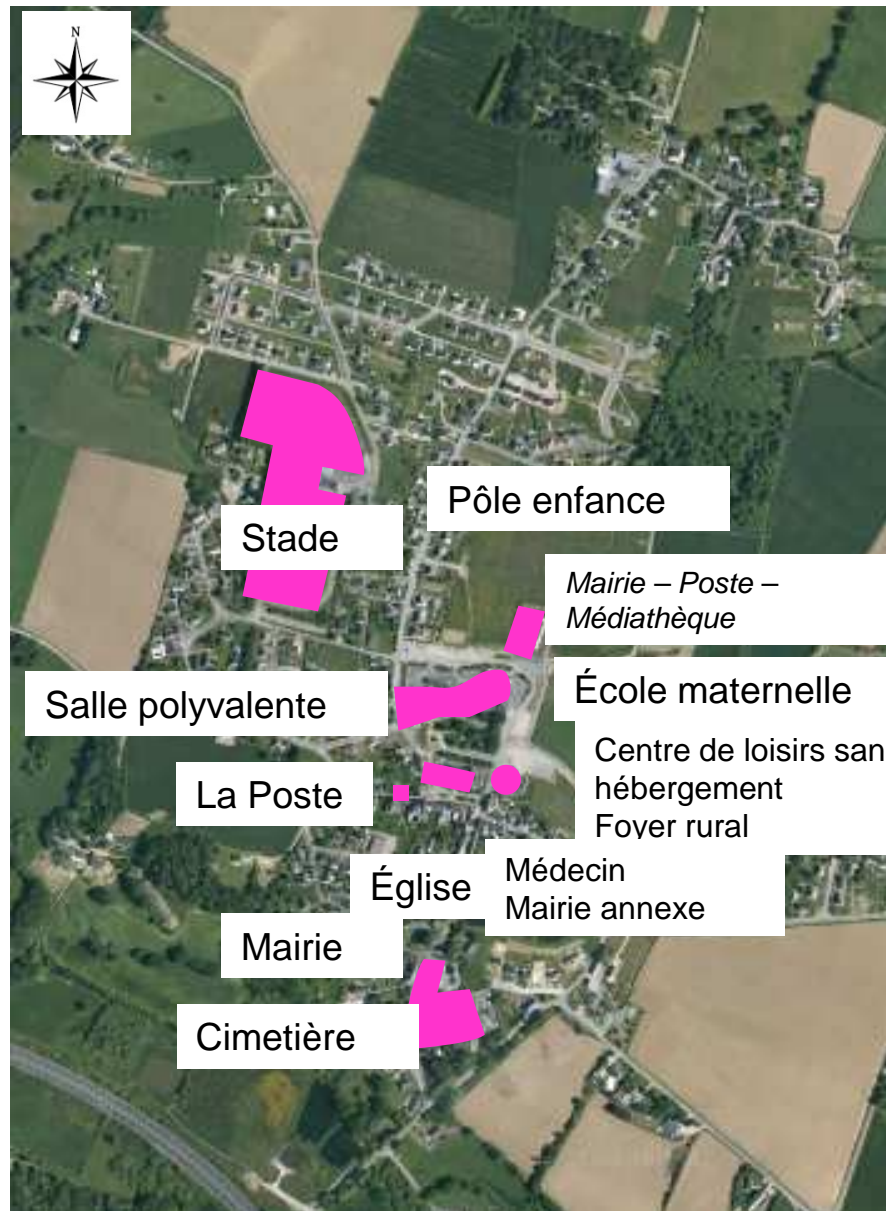 N
Pôle enfance
Stade
Mairie – Poste –
Médiathèque
École maternelle
Salle polyvalente
Centre de loisirs san
hébergement
Foyer rural
La Poste
Médecin
Église
Mairie annexe
Mairie
Cimetière